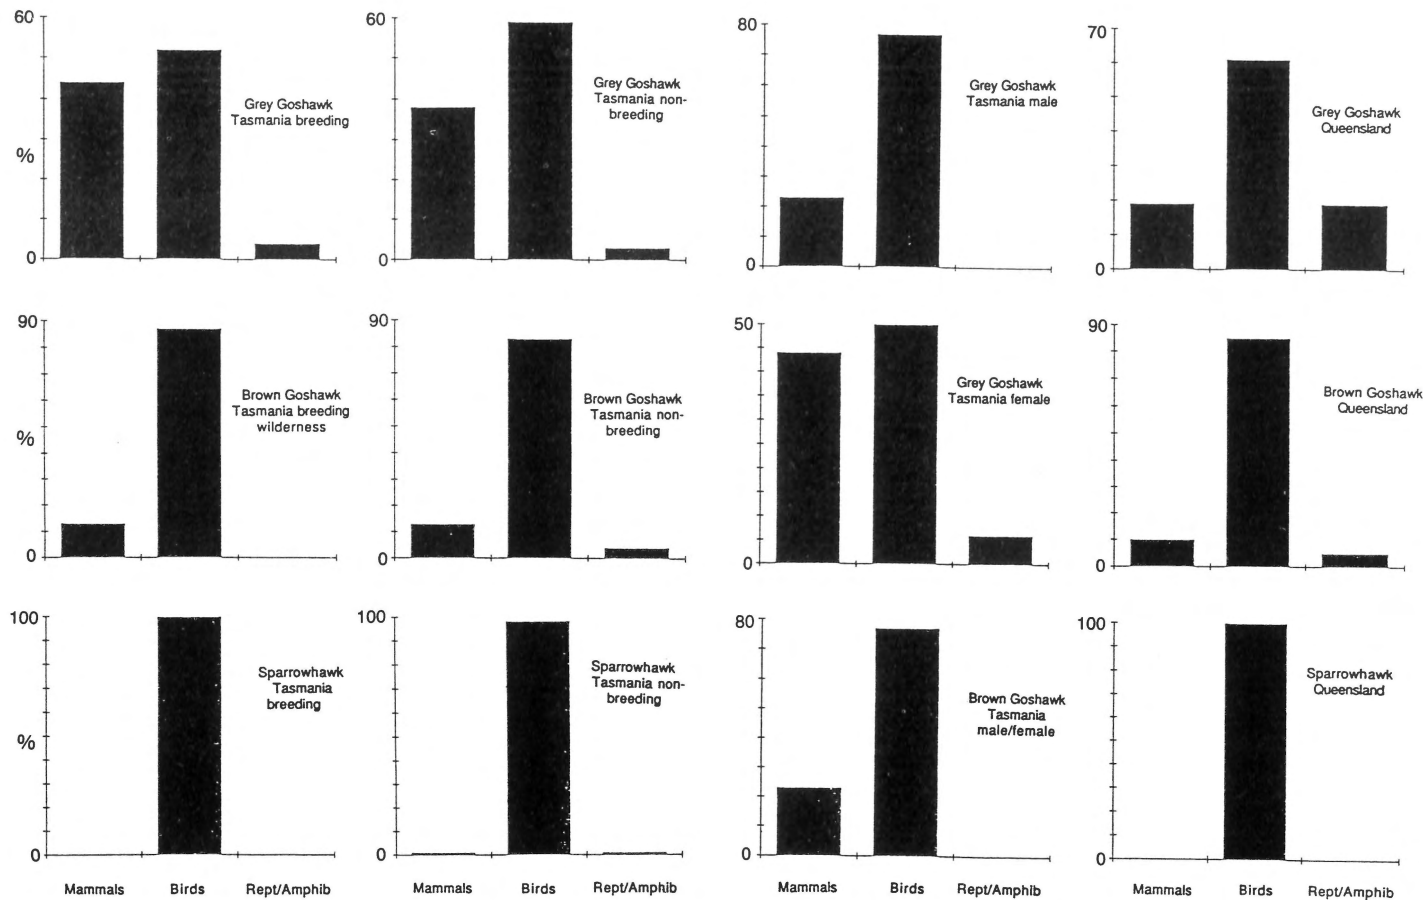 60
%
0
Grey Goshawk
Tasmania breeding
60
0
Grey Goshawk
Tasmania non-
breeding
80
0
Grey Goshawk
Tasmania male
70
0
Grey Goshawk
Queensland
90
%
0
Brown Goshawk
Tasmania breeding
wilderness
90
0
Brown Goshawk
Tasmania non-
breeding
50
0
Grey Goshawk
Tasmania female
90
0
Brown Goshawk
Queensland
100
%
0
Sparrowhawk
Tasmania
breeding
Mammals Birds Rept/Amphib
100
0
Sparrowhawk
Tasmania non-
breeding
Mammals Birds Rept/Amphib
80
0
Brown Goshawk
Tasmania
male/female
Mammals Birds Rept/Amphib
100
0
Sparrowhawk
Queensland
Mammals Birds Rept/Amphib